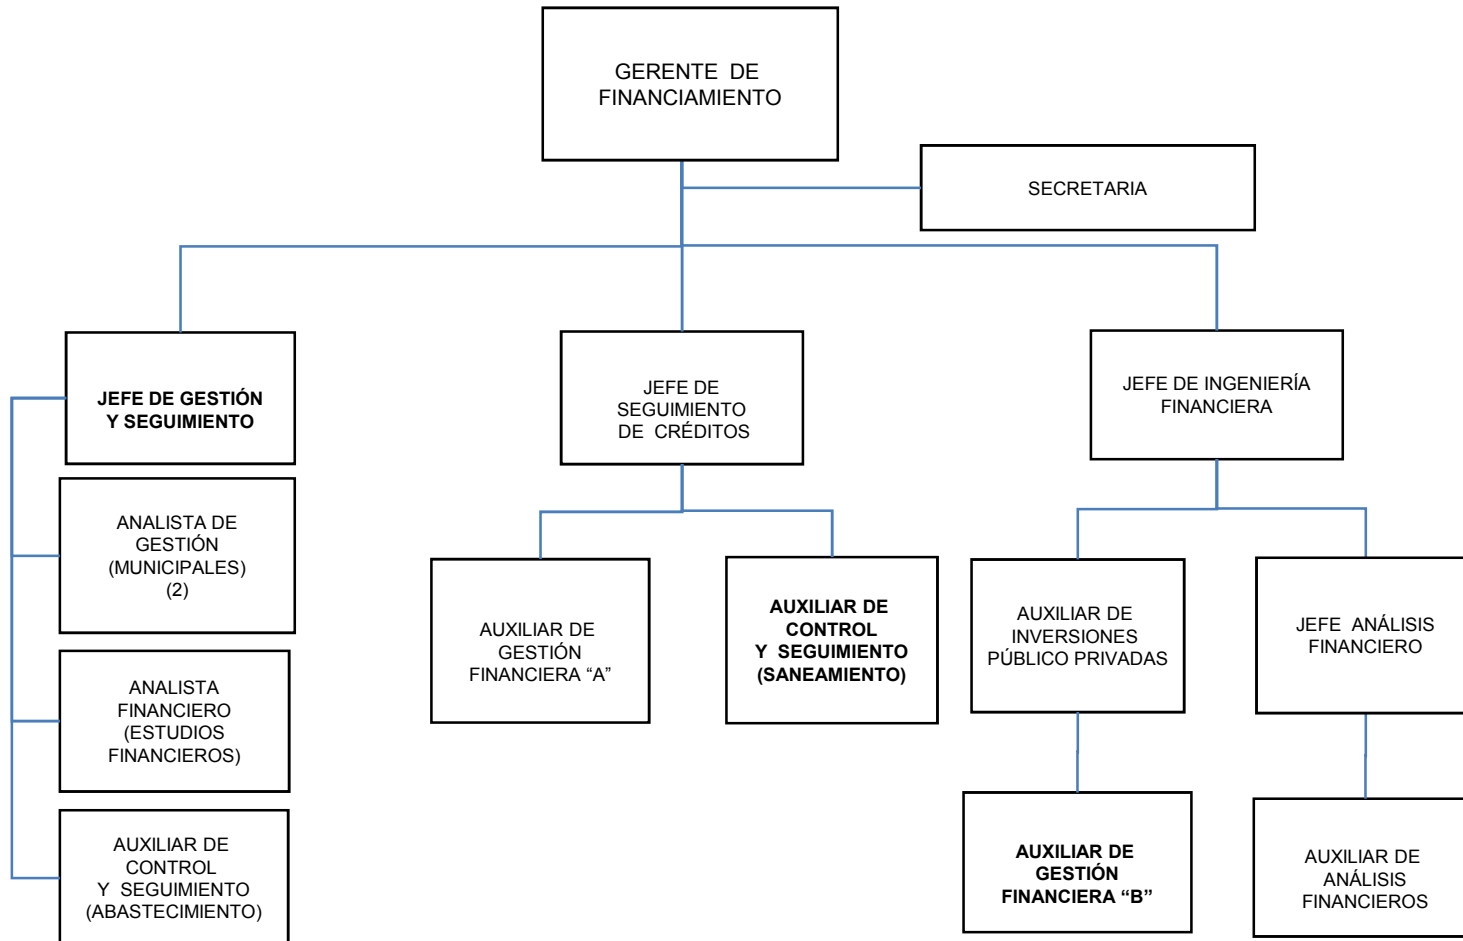 GERENTE DE
FINANCIAMIENTO
SECRETARIA
JEFE DE GESTIÓN
Y SEGUIMIENTO
JEFE DE
SEGUIMIENTO
DE CRÉDITOS
JEFE DE INGENIERÍA
FINANCIERA
ANALISTA DE
GESTIÓN
(MUNICIPALES)
(2)
ANALISTA
FINANCIERO
(ESTUDIOS
FINANCIEROS)
AUXILIAR DE
CONTROL
Y SEGUIMIENTO
(ABASTECIMIENTO)
AUXILIAR DE
GESTIÓN
FINANCIERA “A”
AUXILIAR DE
CONTROL
Y SEGUIMIENTO
(SANEAMIENTO)
AUXILIAR DE
INVERSIONES
PÚBLICO PRIVADAS
JEFE ANÁLISIS
FINANCIERO
AUXILIAR DE
GESTIÓN
FINANCIERA “B”
AUXILIAR DE
ANÁLISIS
FINANCIEROS